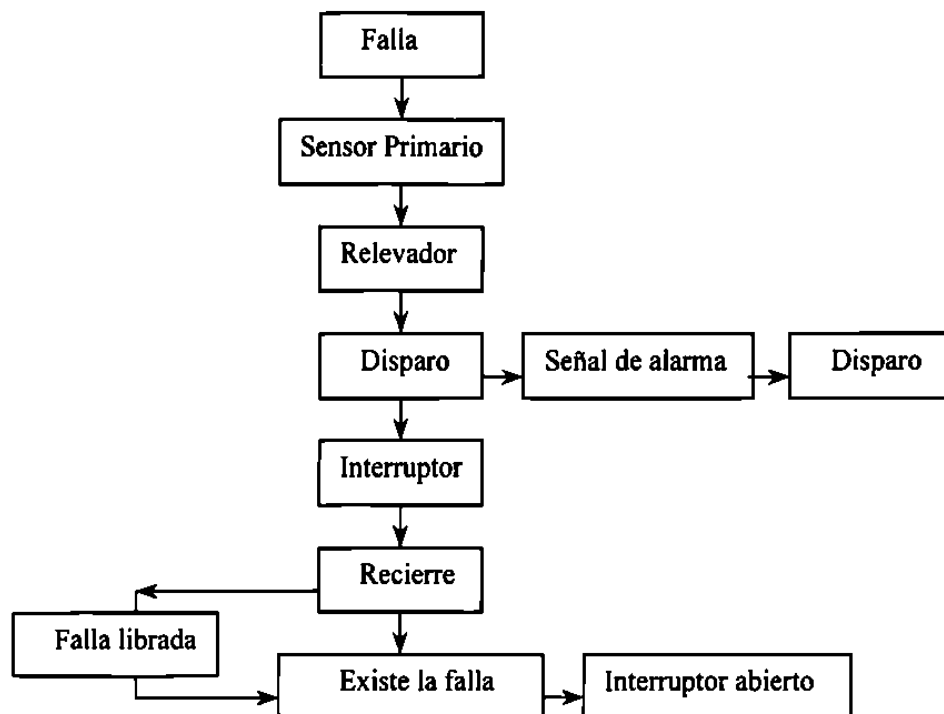 Falla
Sensor Primario
Relevador
Disparo
Señal de alarma
Disparo
Interruptor
Recierre
Falla librada
Existe la falla
Interruptor abierto